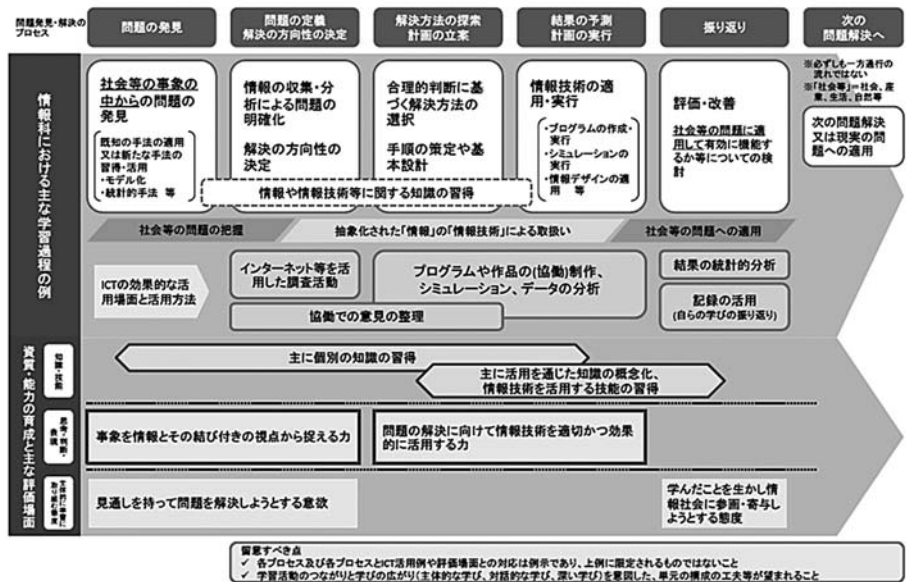 問題発見・解決の
プロセス
問題の発見
問題の定義
解決の方向性の決定
解決方法の探索
計画の立案
結果の予測
計画の実行
振り返り
次の
問題解決へ
情報科における主な学習過程の例
社会等の事象の
中からの問題の
発見
既知の手法の適用
又は新たな手法の
習得・活用
・モデル化
・統計的手法 等
情報の収集・分
析による問題の
明確化
解決の方向性の
決定
合理的判断に基
づく解決方法の
選択
手順の策定や基
本設計
情報技術の適
用・実行
・プログラムの作成・
実行
・シミュレーションの
実行
・情報デザインの適
用 等
評価・改善
社会等の問題に適
用して有効に機能す
るか等についての検
討
※必ずしも一方通行の
流れではない
※「社会等」=社会、産
業、生活、自然等
次の問題解決
又は現実の問
題への適用
情報や情報技術等に関する知識の習得
社会等の問題の把握
抽象化された「情報」の「情報技術」による取扱い
社会等の問題への適用
ICTの効果的な活
用場面と活用方法
インターネット等を活
用した調査活動
プログラムや作品の(協働)制作、
シミュレーション、データの分析
協働での意見の整理
結果の統計的分析
記録の活用
(自らの学びの振り返り)
資質・能力の育成と主な評価場面
知識・技能
主に個別の知識の習得
主に活用を通じた知識の概念化、
情報技術を活用する技能の習得
思考・判断・
表現
事象を情報とその結び付きの視点から捉える力
問題の解決に向けて情報技術を適切かつ効果
的に活用する力
主体的に学習に
取り組む態度
見通しを持って問題を解決しようとする意欲
学んだことを生かし情
報社会に参画・寄与し
ようとする態度
留意すべき点
✓ 各プロセス及び各プロセスとICT活用例や評価場面との対応は例示であり、上例に限定されるものではないこと
✓ 学習活動のつながりと学びの広がり(主体的な学び、対話的な学び、深い学び)を意図した、単元の構成の工夫等が望まれること